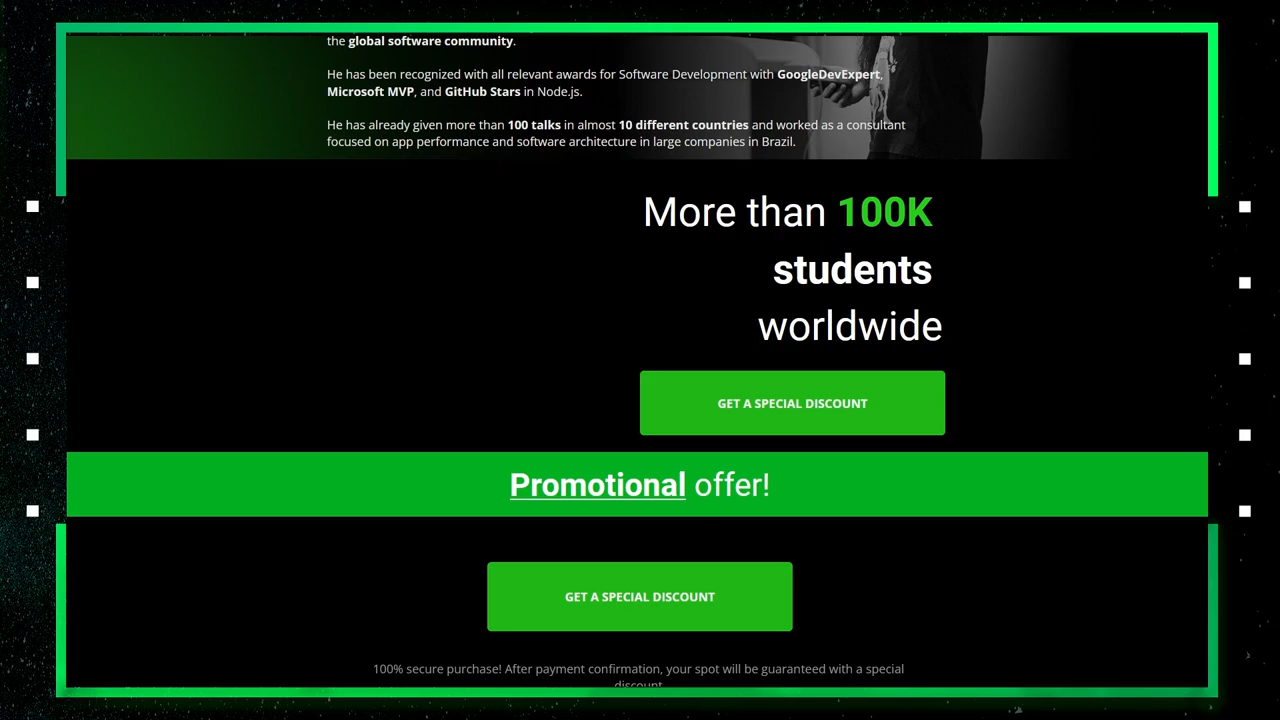 the global software community.
He has been recognized with all relevant awards for Software Development with GoogleDevExpert,
Microsoft MVP, and GitHub Stars in Node.js.
He has already given more than 100 talks in almost 10 different countries and worked as a consultant
focused on app performance and software architecture in large companies in Brazil.
More than 100K
students
worldwide
GET A SPECIAL DISCOUNT
Promotional offer!
GET A SPECIAL DISCOUNT
100% secure purchase! After payment confirmation, your spot will be guaranteed with a special
discount.